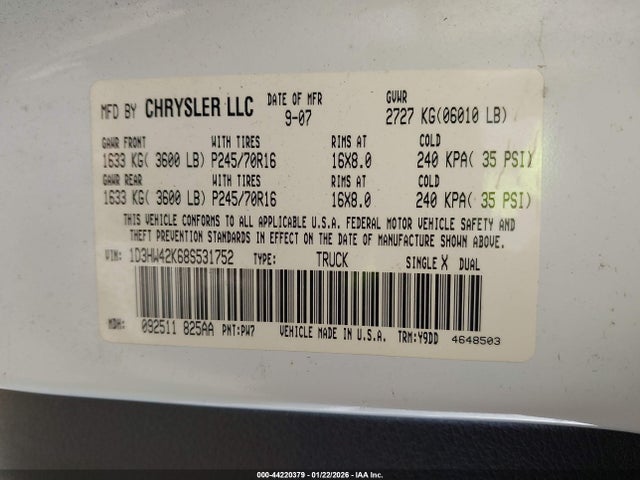 MFD BY CHRYSLER LLC DATE OF MFR GVWR
9-07 2727 KG(06010 LB)
GAWR FRONT WITH TIRES RIMS AT COLD
1633 KG( 3600 LB) P245/70R16 16X8.0 240 KPA( 35 PSI)
GAWR REAR WITH TIRES RIMS AT COLD
1633 KG( 3600 LB) P245/70R16 16X8.0 240 KPA( 35 PSI)
THIS VEHICLE CONFORMS TO ALL APPLICABLE U.S.A. FEDERAL MOTOR VEHICLE SAFETY AND
THEFT PREVENTION STANDARDS IN EFFECT ON THE DATE OF MANUFACTURE SHOWN ABOVE.
VIN: 1D3HW42K68S531752 TYPE: TRUCK SINGLE X DUAL
MDH: 092511 825AA PNT:PW7 VEHICLE MADE IN U.S.A. TRM:Y9DD 4648503
000-44220379 - 01/22/2026 - IAA Inc.